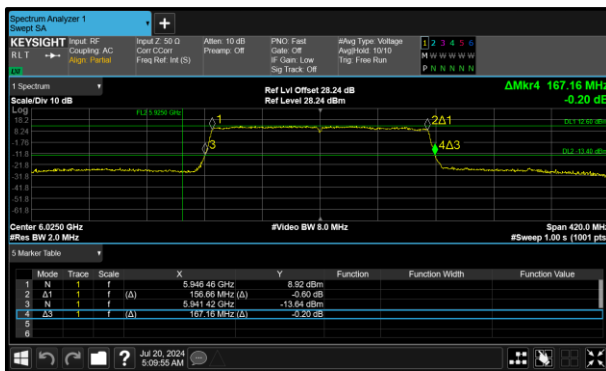 Spectrum Analyzer 1
Swept SA
KEYSIGHT Input: RF Input Z: 50 Ω Atten: 10 dB PNO: Fast #Avg Type: Voltage 1 2 3 4 5 6
RLT Coupling: AC Corr CCorr Preamp: Off Gate: Off Avg|Hold: 10/10 M W W W W W
Align: Partial Freq Ref: Int (S) IF Gain: Low Trig: Free Run P N N N N N
Sig Track: Off
1 Spectrum Ref Lvl Offset 28.24 dB ΔMkr4 167.16 MHz
Scale/Div 10 dB Ref Level 28.24 dBm -0.20 dB
Log FL2 5.9250 GHz
18.2 1 2Δ1 DL1 12.60 dBm
8.24
-1.76 3 4Δ3 DL2 -13.40 dBm
-11.8
-21.8
-31.8
-41.8
-51.8
-61.8
Center 6.0250 GHz #Video BW 8.0 MHz Span 420.0 MHz
#Res BW 2.0 MHz #Sweep 1.00 s (1001 pts)
5 Marker Table
Mode Trace Scale X Y Function Function Width Function Value
1 N 1 f 5.946 46 GHz 8.92 dBm
2 Δ1 1 f (Δ) 156.66 MHz (Δ) -0.60 dB
3 N 1 f 5.941 42 GHz -13.64 dBm
4 Δ3 1 f (Δ) 167.16 MHz (Δ) -0.20 dB
5
6
? Jul 20, 2024
5:09:55 AM